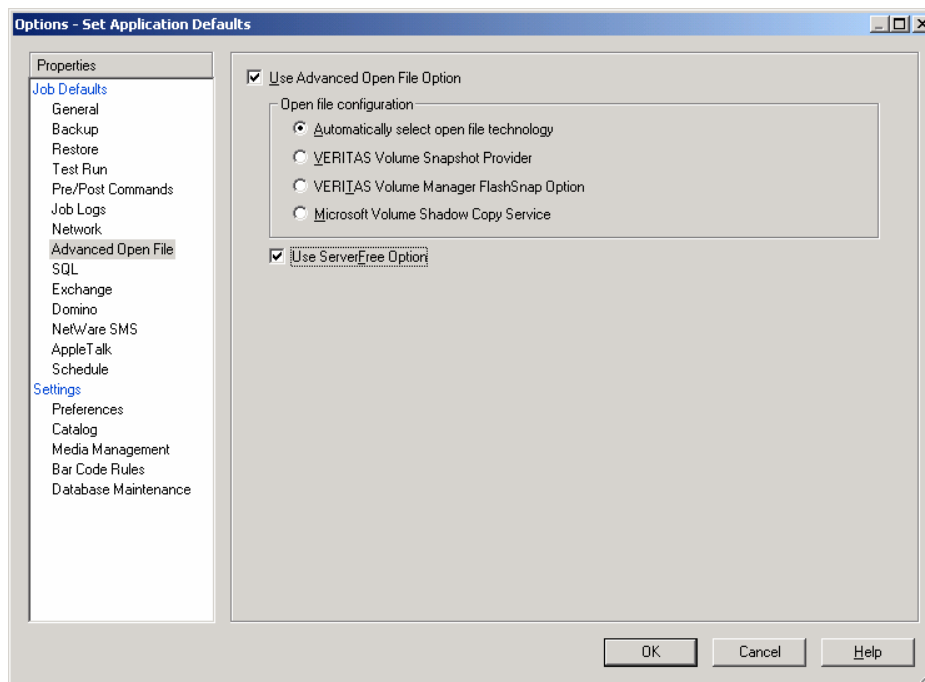 Options - Set Application Defaults
Properties
Job Defaults
General
Backup
Restore
Test Run
Pre/Post Commands
Job Logs
Network
Advanced Open File
SQL
Exchange
Domino
NetWare SMS
AppleTalk
Schedule
Settings
Preferences
Catalog
Media Management
Bar Code Rules
Database Maintenance
Use Advanced Open File Option
Open file configuration
Automatically select open file technology
VERITAS Volume Snapshot Provider
VERITAS Volume Manager FlashSnap Option
Microsoft Volume Shadow Copy Service
Use ServerFree Option
OK
Cancel
Help